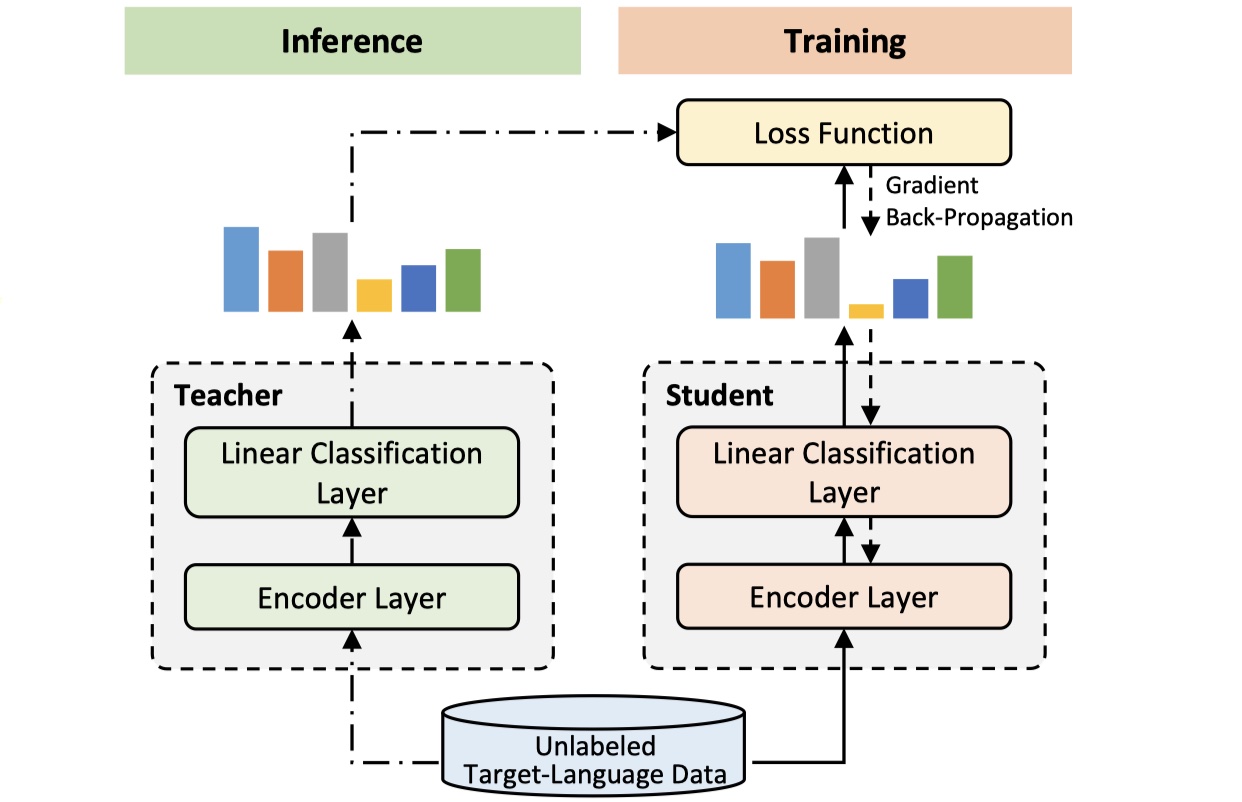 Inference
Training
Loss Function
Gradient
Back-Propagation
Teacher
Linear Classification
Layer
Encoder Layer
Student
Linear Classification
Layer
Encoder Layer
Unlabeled
Target-Language Data